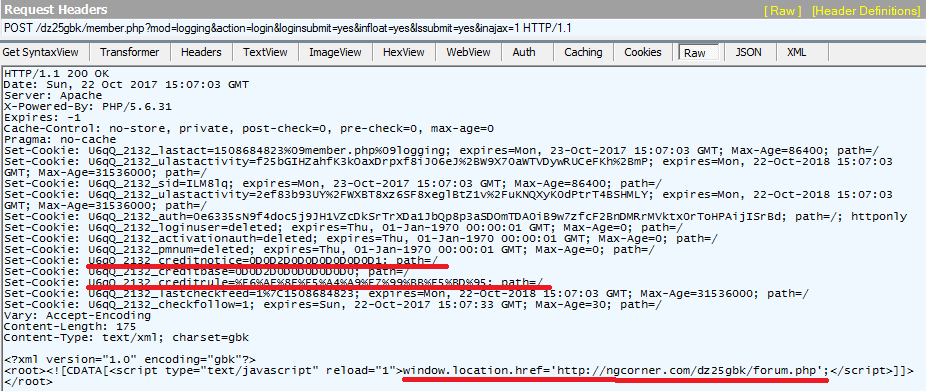 Request Headers [ Raw ] [Header Definitions]
POST /dz25gbk/member.php?mod=logging&action=login&loginsubmit=yes&infloat=yes&lssubmit=yes&inajax=1 HTTP/1.1
Get SyntaxView Transformer Headers TextView ImageView HexView WebView Auth Caching Cookies Raw JSON XML
HTTP/1.1 200 OK
Date: Sun, 22 Oct 2017 15:07:03 GMT
Server: Apache
X-Powered-By: PHP/5.6.31
Expires: -1
Cache-Control: no-store, private, post-check=0, pre-check=0, max-age=0
Pragma: no-cache
Set-Cookie: U6qQ_2132_lastact=1508684823%09member.php%09logging; expires=Mon, 23-Oct-2017 15:07:03 GMT; Max-Age=86400; path=/
Set-Cookie: U6qQ_2132_ulastactivity=f25bGIHZahfK3kOaxDrpxf8iJO6eJ%2BW9X70aWTVDywRUCeFKh%2BmP; expires=Mon, 22-Oct-2018 15:07:03
GMT; Max-Age=31536000; path=/
Set-Cookie: U6qQ_2132_sid=ILM8lq; expires=Mon, 23-Oct-2017 15:07:03 GMT; Max-Age=86400; path=/
Set-Cookie: U6qQ_2132_ulastactivity=2ef83b93UY%2FWXBT8xZ6SF8xeglBtZ1v%2FuKNQXyKOdPtrT4BSHMLY; expires=Mon, 22-Oct-2018 15:07:03
GMT; Max-Age=31536000; path=/
Set-Cookie: U6qQ_2132_auth=0e6335sN9f4doc5j9JH1VZcDkSrTrXDa1JbQp8p3aSDOmTDAOiB9w7zfcF2BnDMRrMVktxOrToHPAijISrBd; path=/; httponly
Set-Cookie: U6qQ_2132_loginuser=deleted; expires=Thu, 01-Jan-1970 00:00:01 GMT; Max-Age=0; path=/
Set-Cookie: U6qQ_2132_activationauth=deleted; expires=Thu, 01-Jan-1970 00:00:01 GMT; Max-Age=0; path=/
Set-Cookie: U6qQ_2132_pmnum=deleted; expires=Thu, 01-Jan-1970 00:00:01 GMT; Max-Age=0; path=/
Set-Cookie: U6qQ_2132_creditnotice=0D0D2D0D0D0D0D0D0D1; path=/
Set-Cookie: U6qQ_2132_creditbase=0D0D2D0D0D0D0D0D0; path=/
Set-Cookie: U6qQ_2132_creditrule=%E6%AF%8F%E5%A4%A9%E7%99%BB%E5%BD%95; path=/
Set-Cookie: U6qQ_2132_lastcheckfeed=1%7C1508684823; expires=Mon, 22-Oct-2018 15:07:03 GMT; Max-Age=31536000; path=/
Set-Cookie: U6qQ_2132_checkfollow=1; expires=Sun, 22-Oct-2017 15:07:33 GMT; Max-Age=30; path=/
Vary: Accept-Encoding
Content-Length: 175
Content-Type: text/xml; charset=gbk
<?xml version="1.0" encoding="gbk"?>
<root><![CDATA[<script type="text/javascript" reload="1">window.location.href='http://ngcorner.com/dz25gbk/forum.php';</script>]]>
</root>